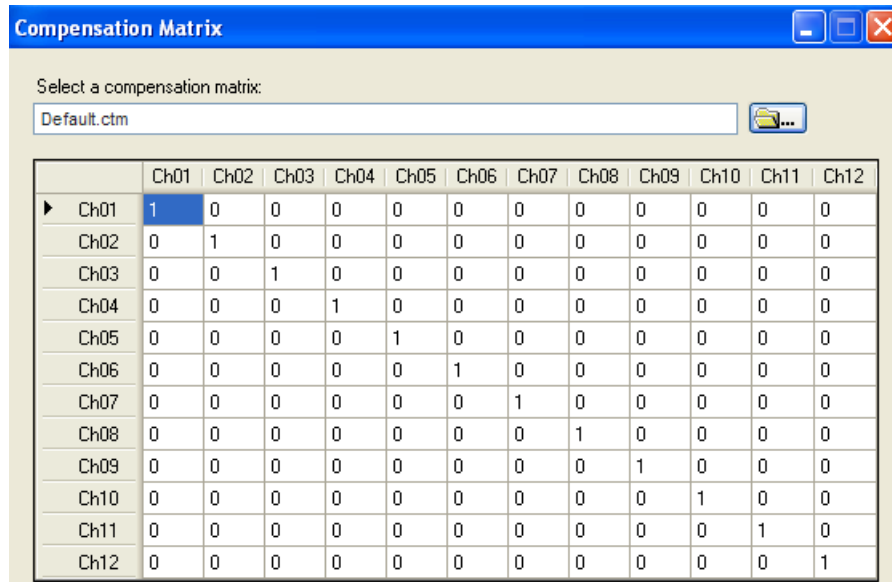 Compensation Matrix
Select a compensation matrix:
Default.ctm
...
Ch01 Ch02 Ch03 Ch04 Ch05 Ch06 Ch07 Ch08 Ch09 Ch10 Ch11 Ch12
Ch01 1 0 0 0 0 0 0 0 0 0 0 0
Ch02 0 1 0 0 0 0 0 0 0 0 0 0
Ch03 0 0 1 0 0 0 0 0 0 0 0 0
Ch04 0 0 0 1 0 0 0 0 0 0 0 0
Ch05 0 0 0 0 1 0 0 0 0 0 0 0
Ch06 0 0 0 0 0 1 0 0 0 0 0 0
Ch07 0 0 0 0 0 0 1 0 0 0 0 0
Ch08 0 0 0 0 0 0 0 1 0 0 0 0
Ch09 0 0 0 0 0 0 0 0 1 0 0 0
Ch10 0 0 0 0 0 0 0 0 0 1 0 0
Ch11 0 0 0 0 0 0 0 0 0 0 1 0
Ch12 0 0 0 0 0 0 0 0 0 0 0 1